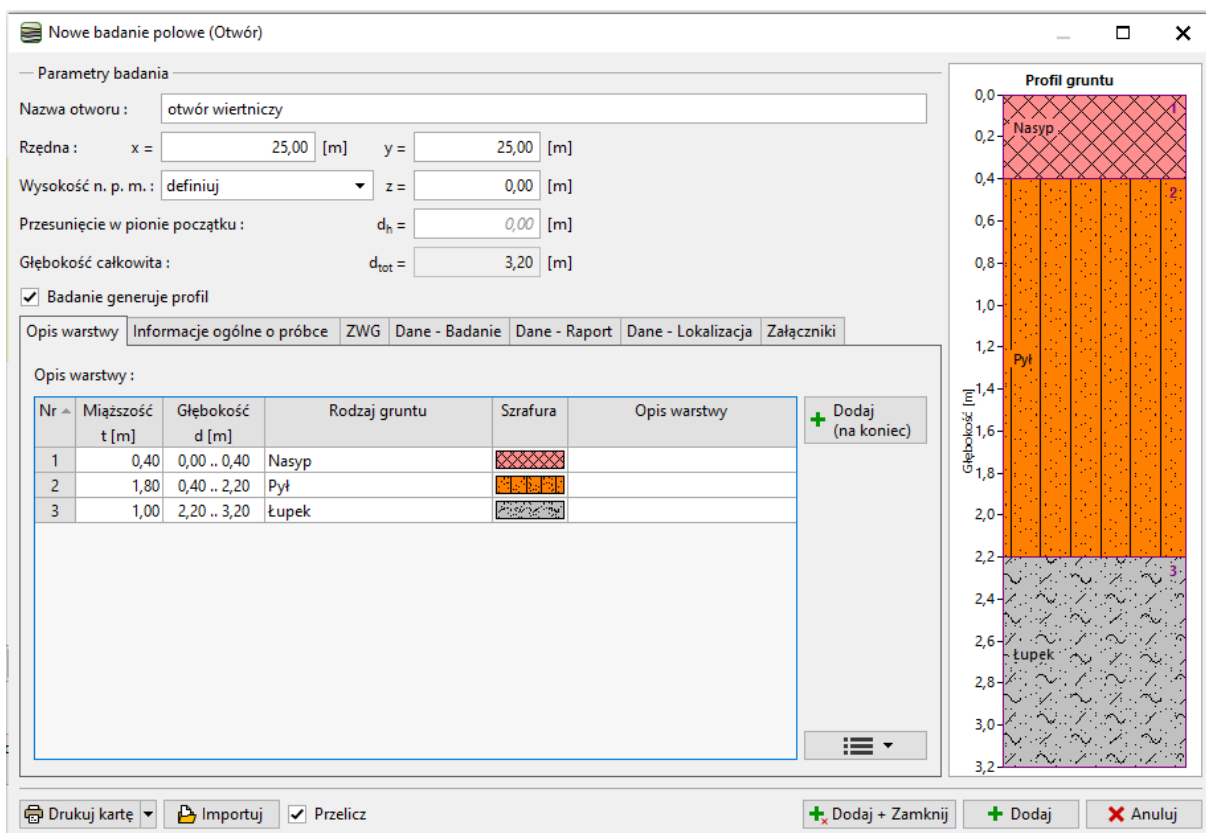 Nowe badanie polowe (Otwór)
Parametry badania
Nazwa otworu : otwór wiertniczy
Rzędna : x = 25,00 [m] y = 25,00 [m]
Wysokość n. p. m. : definiuj z = 0,00 [m]
Przesunięcie w pionie początku : dh = 0,00 [m]
Głębokość całkowita : dtot = 3,20 [m]
Badanie generuje profil
Opis warstwy Informacje ogólne o próbce ZWG Dane - Badanie Dane - Raport Dane - Lokalizacja Załączniki
Opis warstwy :
Nr Miąższość Głębokość Rodzaj gruntu Szrafura Opis warstwy
t [m] d [m]
1 0,40 0,00 .. 0,40 Nasyp
2 1,80 0,40 .. 2,20 Pył
3 1,00 2,20 .. 3,20 Łupek
Dodaj
(na koniec)
Profil gruntu
Głębokość [m]
0,0
1
Nasyp
0,2
0,4
2
0,6
0,8
1,0
1,2
Pył
1,4
1,6
1,8
2,0
2,2
3
2,4
2,6
Łupek
2,8
3,0
3,2
Drukuj kartę Importuj Przelicz Dodaj + Zamknij Dodaj Anuluj